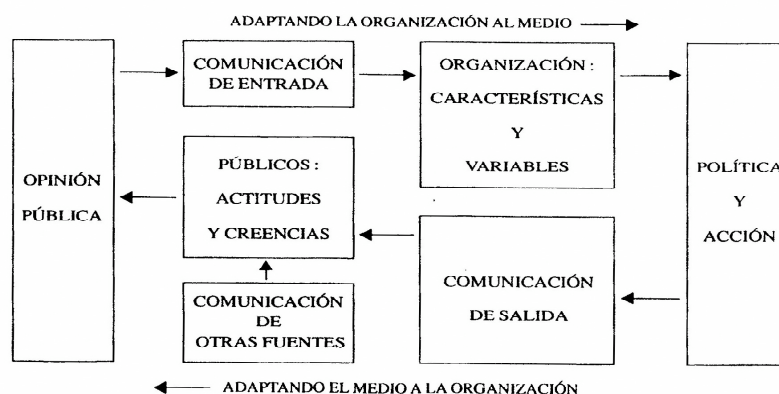 ADAPTANDO LA ORGANIZACIÓN AL MEDIO
COMUNICACIÓN
DE ENTRADA
ORGANIZACIÓN :
CARACTERÍSTICAS
Y
VARIABLES
OPINIÓN
PÚBLICA
PÚBLICOS :
ACTITUDES
Y CREENCIAS
POLÍTICA
Y
ACCIÓN
COMUNICACIÓN
DE SALIDA
COMUNICACIÓN
DE
OTRAS FUENTES
ADAPTANDO EL MEDIO A LA ORGANIZACIÓN